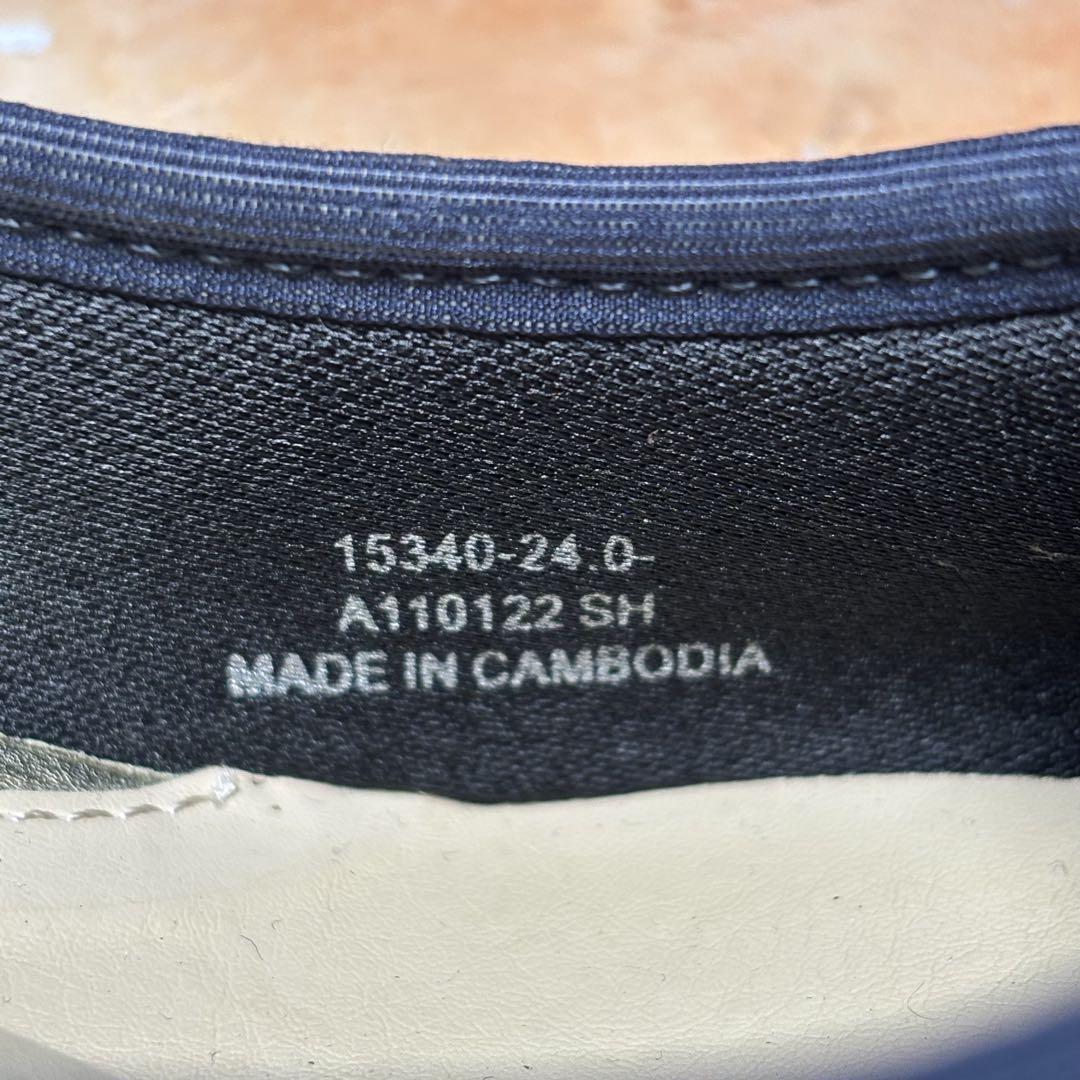 15340-24.0-
A110122 SH
MADE IN CAMBODIA